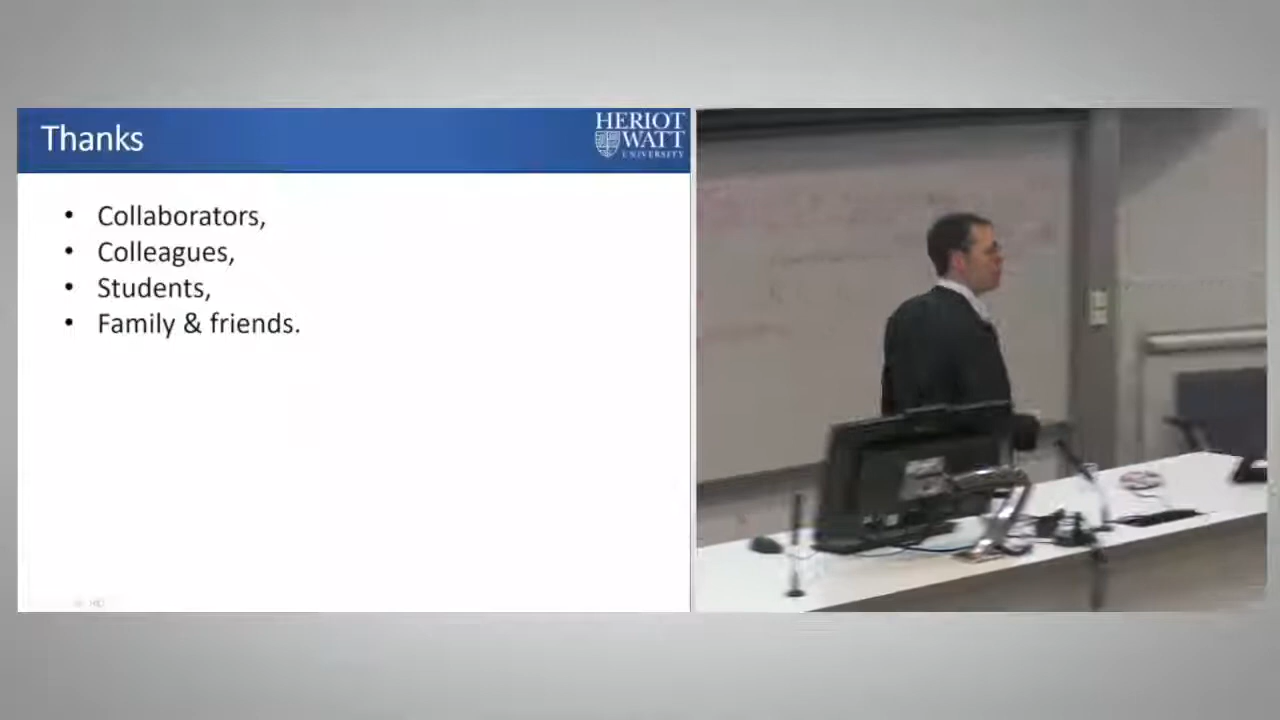 Thanks
HERIOT
WATT
UNIVERSITY
• Collaborators,
• Colleagues,
• Students,
• Family & friends.